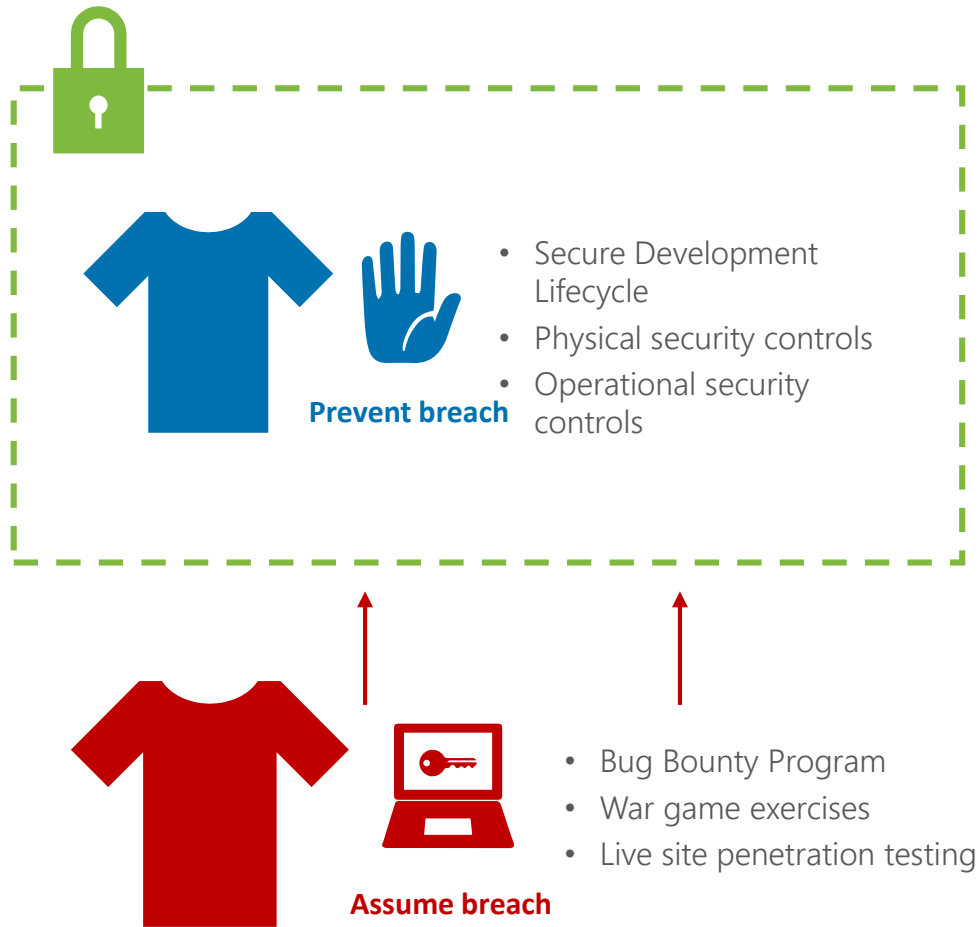 • Secure Development
Lifecycle
• Physical security controls
• Operational security
controls
Prevent breach
• Bug Bounty Program
• War game exercises
• Live site penetration testing
Assume breach